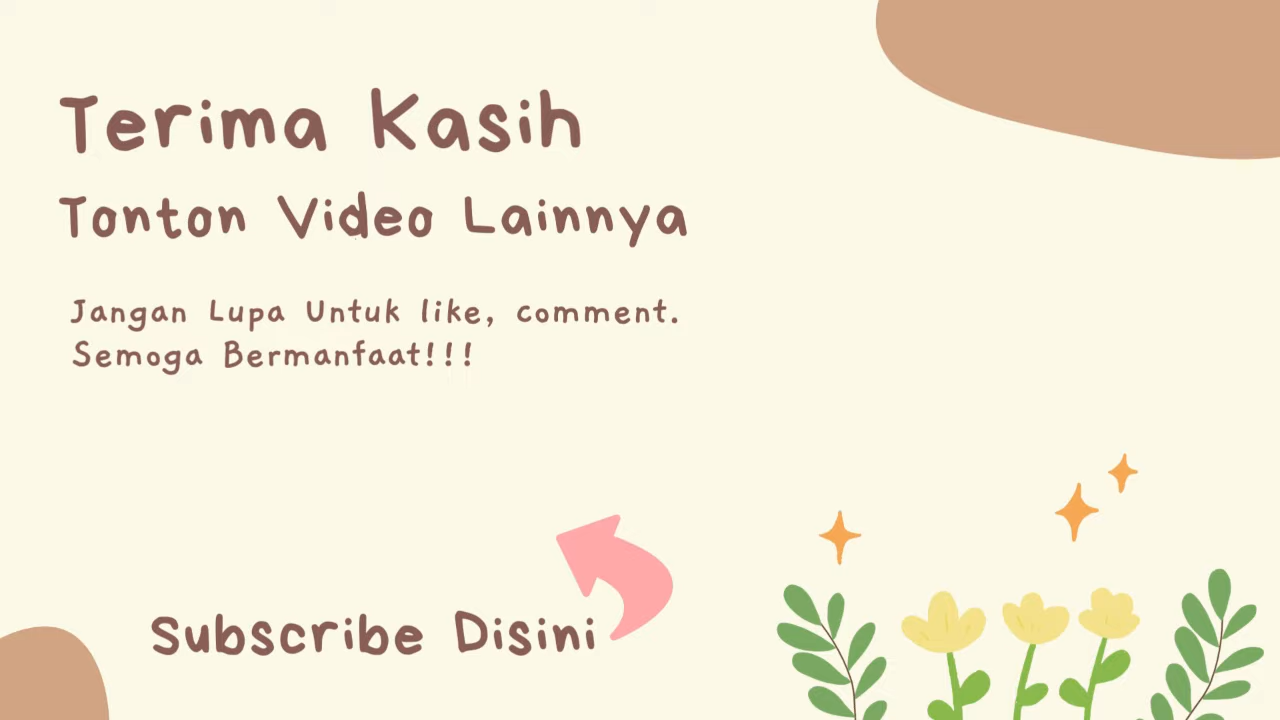 Terima Kasih
Tonton Video Lainnya
Jangan Lupa Untuk like, comment.
Semoga Bermanfaat!!!
Subscribe Disini